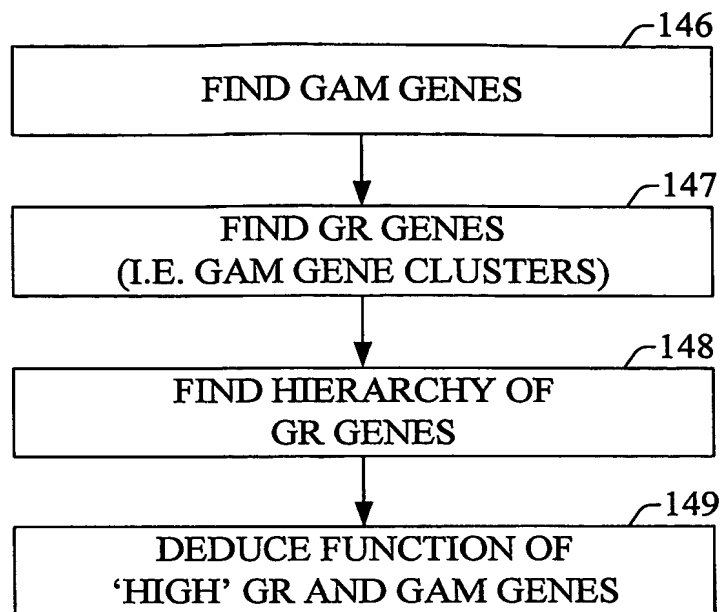 146
FIND GAM GENES
147
FIND GR GENES
(I.E. GAM GENE CLUSTERS)
148
FIND HIERARCHY OF
GR GENES
149
DEDUCE FUNCTION OF
‘HIGH’ GR AND GAM GENES